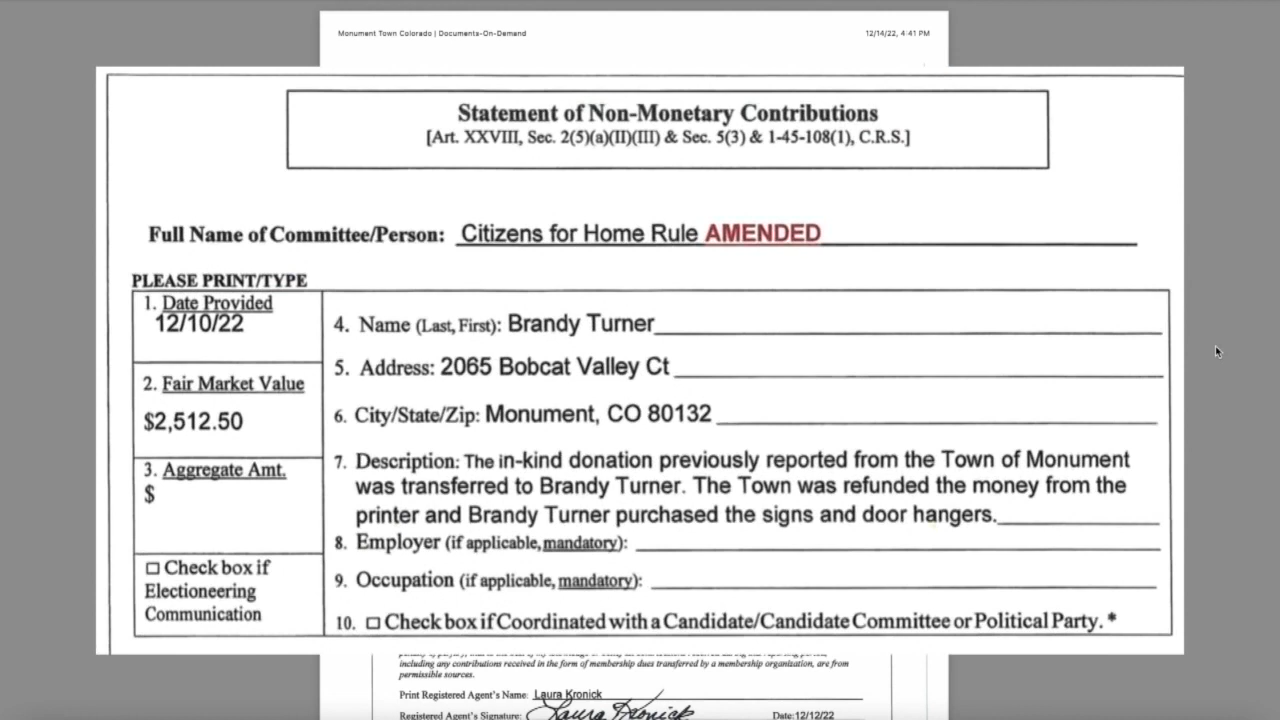 Monument Town Colorado | Documents-On-Demand 12/14/22, 4:41 PM
Statement of Non-Monetary Contributions
[Art. XXVIII, Sec. 2(5)(a)(II)(III) & Sec. 5(3) & 1-45-108(1), C.R.S.]
Full Name of Committee/Person: Citizens for Home Rule AMENDED
PLEASE PRINT/TYPE
1. Date Provided
12/10/22
2. Fair Market Value
$2,512.50
3. Aggregate Amt.
$
☐ Check box if
Electioneering
Communication
4. Name (Last, First): Brandy Turner
5. Address: 2065 Bobcat Valley Ct
6. City/State/Zip: Monument, CO 80132
7. Description: The in-kind donation previously reported from the Town of Monument
was transferred to Brandy Turner. The Town was refunded the money from the
printer and Brandy Turner purchased the signs and door hangers.
8. Employer (if applicable, mandatory):
9. Occupation (if applicable, mandatory):
10. ☐ Check box if Coordinated with a Candidate/Candidate Committee or Political Party. *
including any contributions received in the form of membership dues transferred by a membership organization, are from
permissible sources.
Print Registered Agent's Name: Laura Kronick
Registered Agent's Signature: Laura Kronick Date: 12/12/22